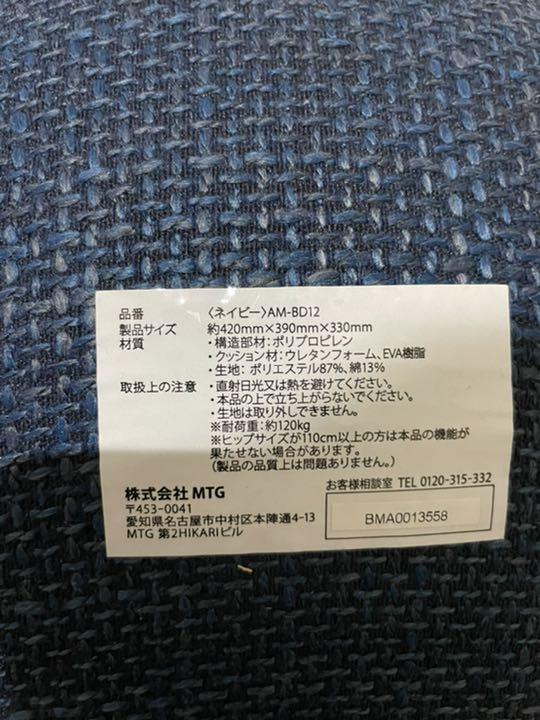 品番 〈ネイビー〉AM-BD12
製品サイズ 約420mm×390mm×330mm
材質 ・構造部材：ポリプロピレン
・クッション材：ウレタンフォーム、EVA樹脂
・生地：ポリエステル87%、綿13%
取扱上の注意 ・直射日光又は熱を避けてください。
・本品の上で立ち上がらないでください。
・生地は取り外しできません。
※耐荷重：約120kg
※ヒップサイズが110cm以上の方は本品の機能が
果たせない場合があります。
（製品の品質上は問題ありません。）
お客様相談室 TEL 0120-315-332
株式会社 MTG
〒453-0041
愛知県名古屋市中村区本陣通4-13
MTG 第2HIKARIビル
BMA0013558